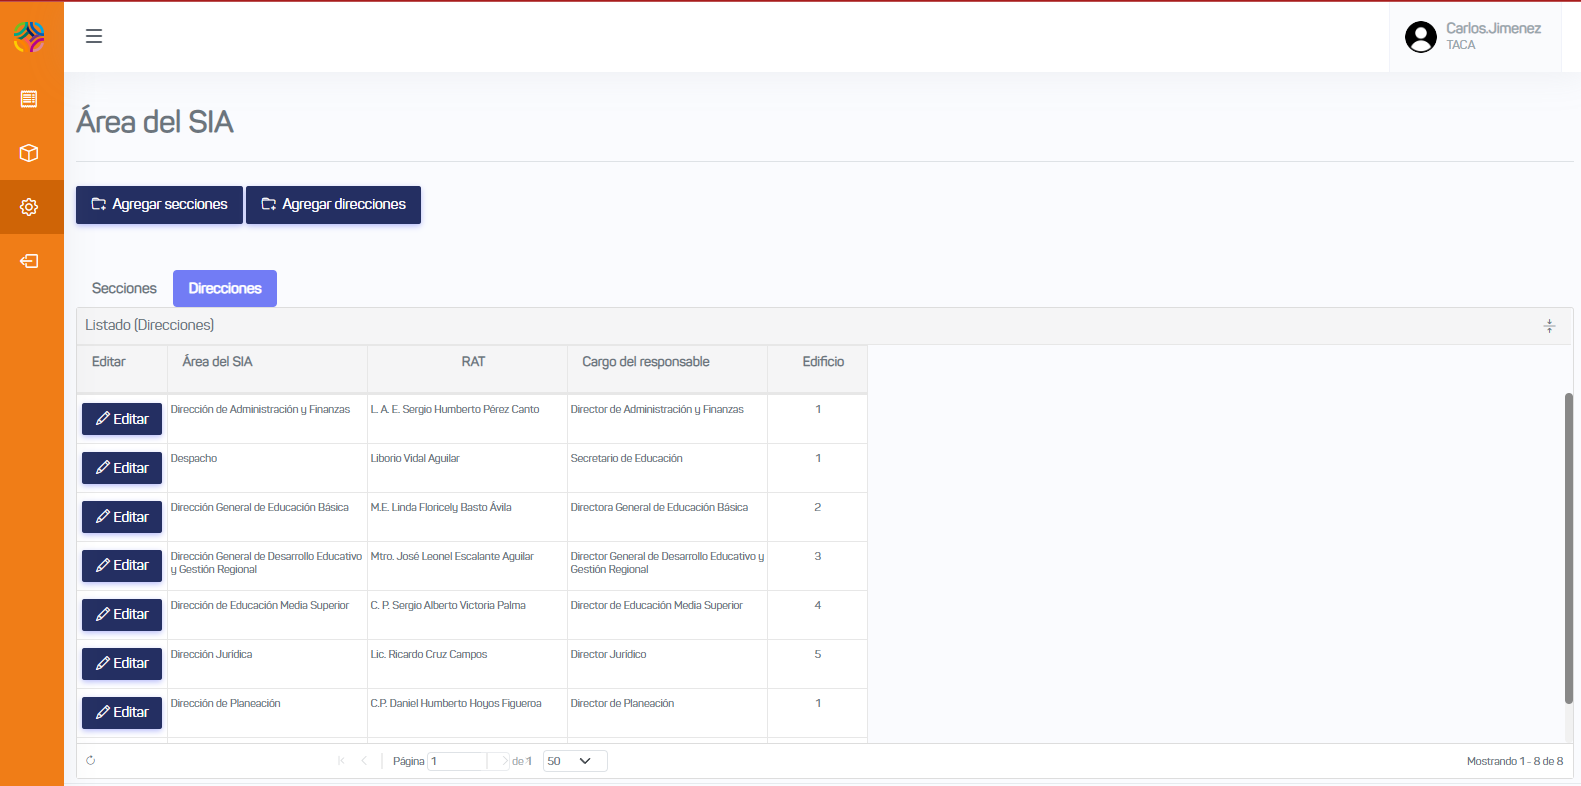 Carlos.Jimenez
TACA
Área del SIA
Agregar secciones
Agregar direcciones
Secciones
Direcciones
Listado (Direcciones)
Editar Área del SIA RAT Cargo del responsable Edificio
Editar Dirección de Administración y Finanzas L. A. E. Sergio Humberto Pérez Canto Director de Administración y Finanzas 1
Editar Despacho Liborio Vidal Aguilar Secretario de Educación 1
Editar Dirección General de Educación Básica M.E. Linda Floricely Basto Ávila Directora General de Educación Básica 2
Editar Dirección General de Desarrollo Educativo Mtro. José Leonel Escalante Aguilar Director General de Desarrollo Educativo y 3
y Gestión Regional Gestión Regional
Editar Dirección de Educación Media Superior C. P. Sergio Alberto Victoria Palma Director de Educación Media Superior 4
Editar Dirección Jurídica Lic. Ricardo Cruz Campos Director Jurídico 5
Editar Dirección de Planeación C.P. Daniel Humberto Hoyos Figueroa Director de Planeación 1
Página 1 de 1 50 Mostrando 1 - 8 de 8